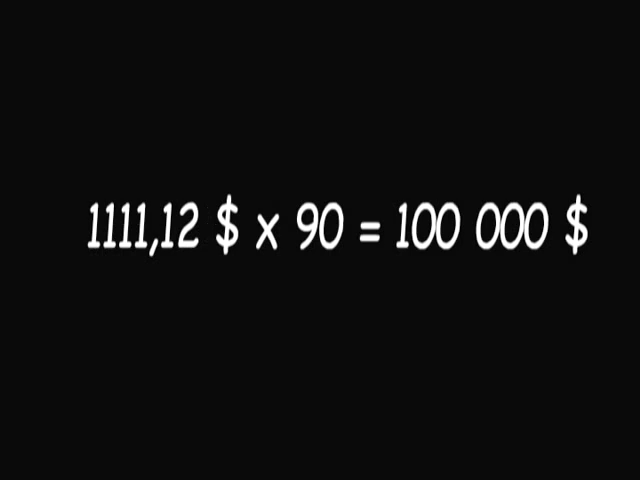 1111,12 $ x 90 = 100 000 $